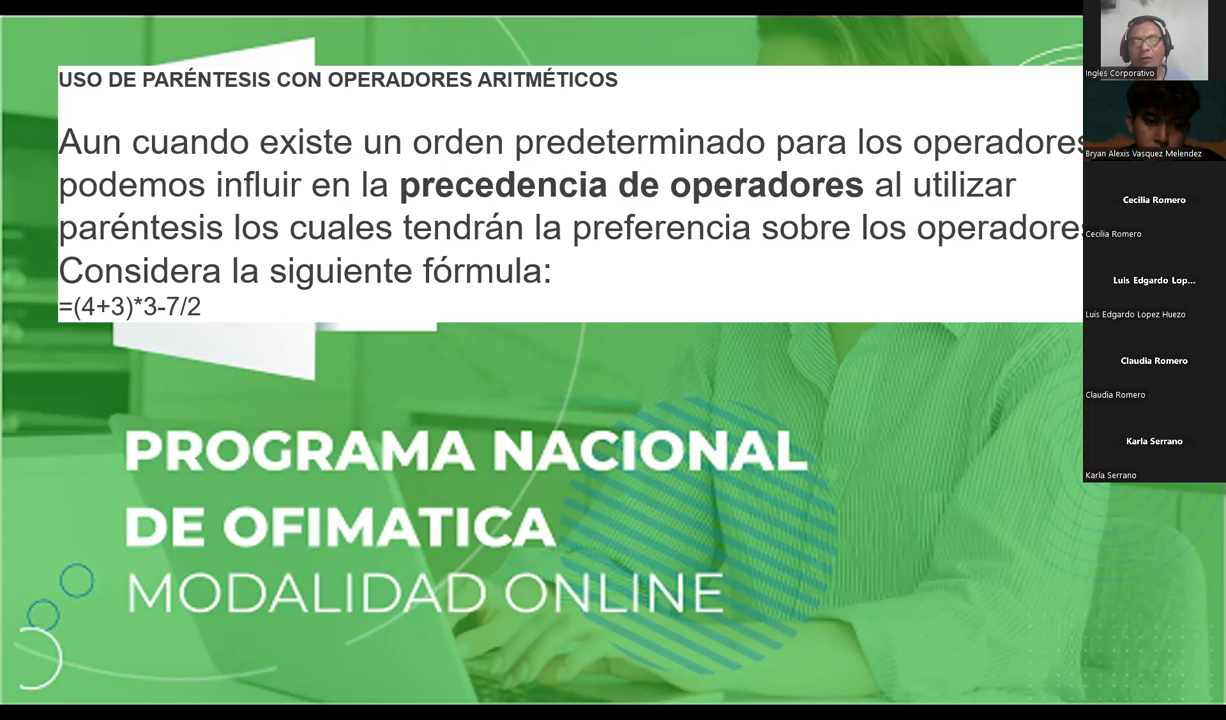 USO DE PARÉNTESIS CON OPERADORES ARITMÉTICOS
Aun cuando existe un orden predeterminado para los operadores
podemos influir en la precedencia de operadores al utilizar
paréntesis los cuales tendrán la preferencia sobre los operadore
Considera la siguiente fórmula:
=(4+3)*3-7/2
PROGRAMA NACIONAL
DE OFIMATICA
MODALIDAD ONLINE
Ingles Corporativo
Bryan Alexis Vasquez Melendez
Cecilia Romero
Cecilia Romero
Luis Edgardo Lop...
Luis Edgardo Lopez Huezo
Claudia Romero
Claudia Romero
Karla Serrano
Karla Serrano